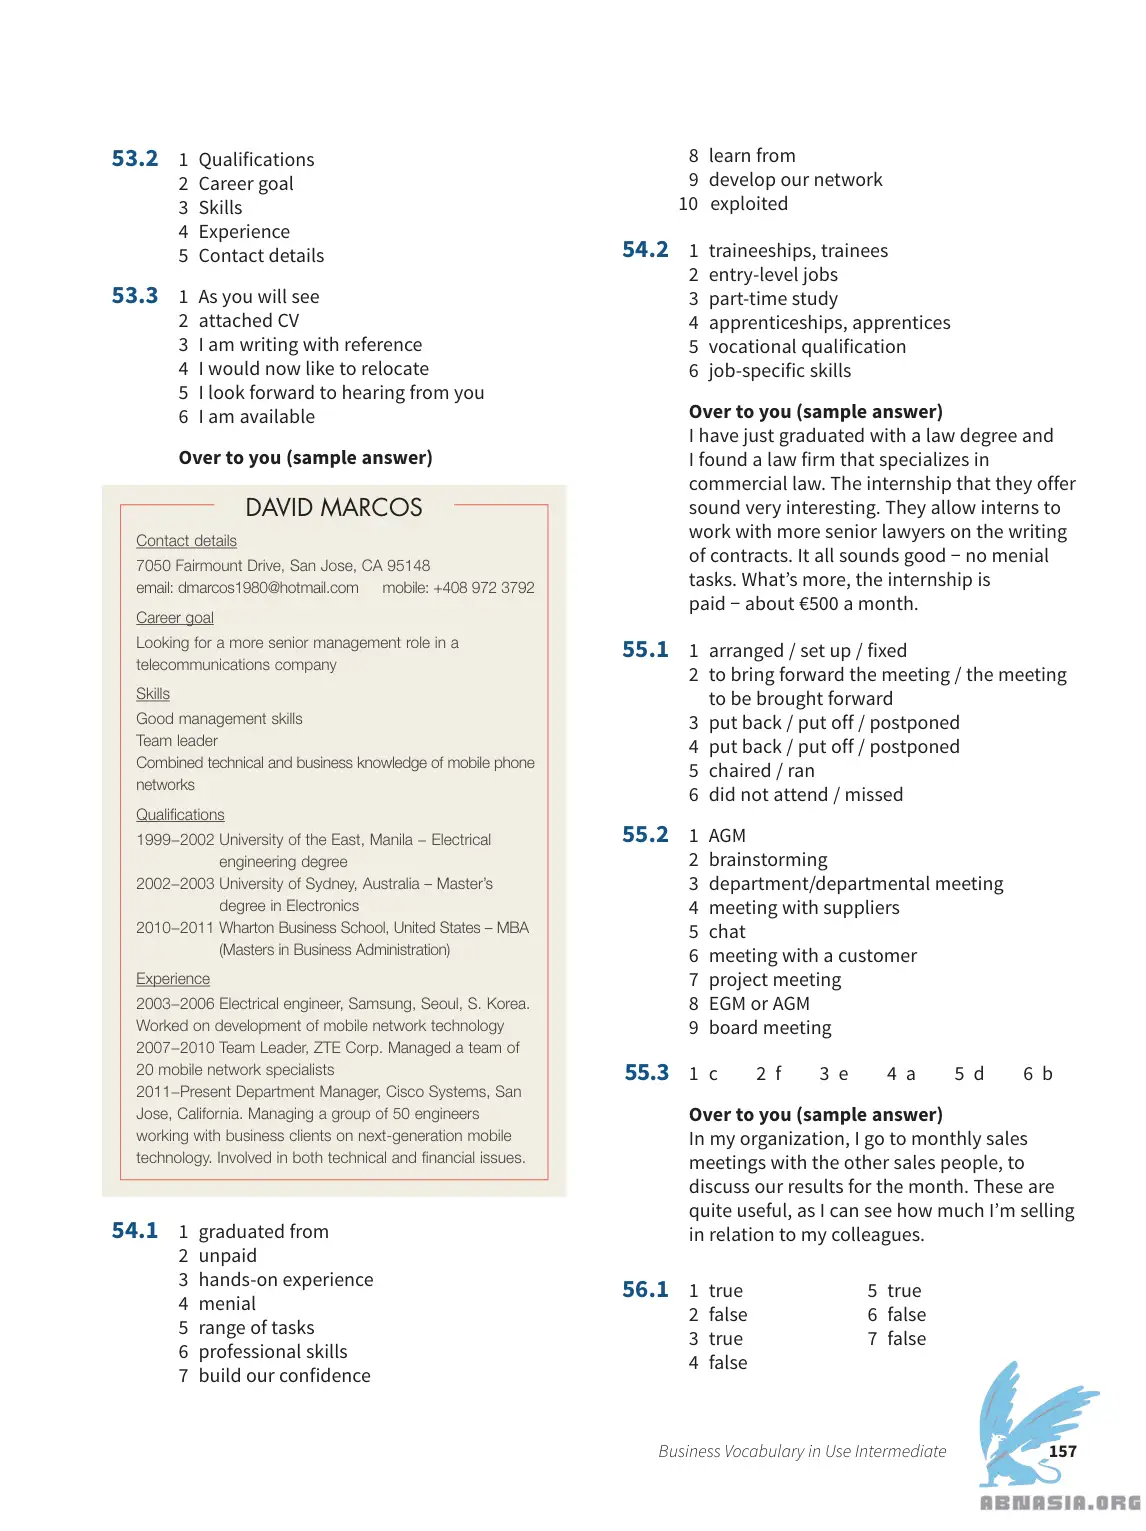 53.2 1 Qualifications
2 Career goal
3 Skills
4 Experience
5 Contact details
53.3 1 As you will see
2 attached CV
3 I am writing with reference
4 I would now like to relocate
5 I look forward to hearing from you
6 I am available
Over to you (sample answer)
DAVID MARCOS
Contact details
7050 Fairmount Drive, San Jose, CA 95148
email: dmarcos1980@hotmail.com mobile: +408 972 3792
Career goal
Looking for a more senior management role in a
telecommunications company
Skills
Good management skills
Team leader
Combined technical and business knowledge of mobile phone
networks
Qualifications
1999–2002 University of the East, Manila – Electrical
engineering degree
2002–2003 University of Sydney, Australia – Master's
degree in Electronics
2010–2011 Wharton Business School, United States – MBA
(Masters in Business Administration)
Experience
2003–2006 Electrical engineer, Samsung, Seoul, S. Korea.
Worked on development of mobile network technology
2007–2010 Team Leader, ZTE Corp. Managed a team of
20 mobile network specialists
2011–Present Department Manager, Cisco Systems, San
Jose, California. Managing a group of 50 engineers
working with business clients on next-generation mobile
technology. Involved in both technical and financial issues.
54.1 1 graduated from
2 unpaid
3 hands-on experience
4 menial
5 range of tasks
6 professional skills
7 build our confidence
8 learn from
9 develop our network
10 exploited
54.2 1 traineeships, trainees
2 entry-level jobs
3 part-time study
4 apprenticeships, apprentices
5 vocational qualification
6 job-specific skills
Over to you (sample answer)
I have just graduated with a law degree and
I found a law firm that specializes in
commercial law. The internship that they offer
sound very interesting. They allow interns to
work with more senior lawyers on the writing
of contracts. It all sounds good – no menial
tasks. What's more, the internship is
paid – about €500 a month.
55.1 1 arranged / set up / fixed
2 to bring forward the meeting / the meeting
to be brought forward
3 put back / put off / postponed
4 put back / put off / postponed
5 chaired / ran
6 did not attend / missed
55.2 1 AGM
2 brainstorming
3 department/departmental meeting
4 meeting with suppliers
5 chat
6 meeting with a customer
7 project meeting
8 EGM or AGM
9 board meeting
55.3 1 c 2 f 3 e 4 a 5 d 6 b
Over to you (sample answer)
In my organization, I go to monthly sales
meetings with the other sales people, to
discuss our results for the month. These are
quite useful, as I can see how much I'm selling
in relation to my colleagues.
56.1 1 true 5 true
2 false 6 false
3 true 7 false
4 false
Business Vocabulary in Use Intermediate 157
ABNASIA.ORG